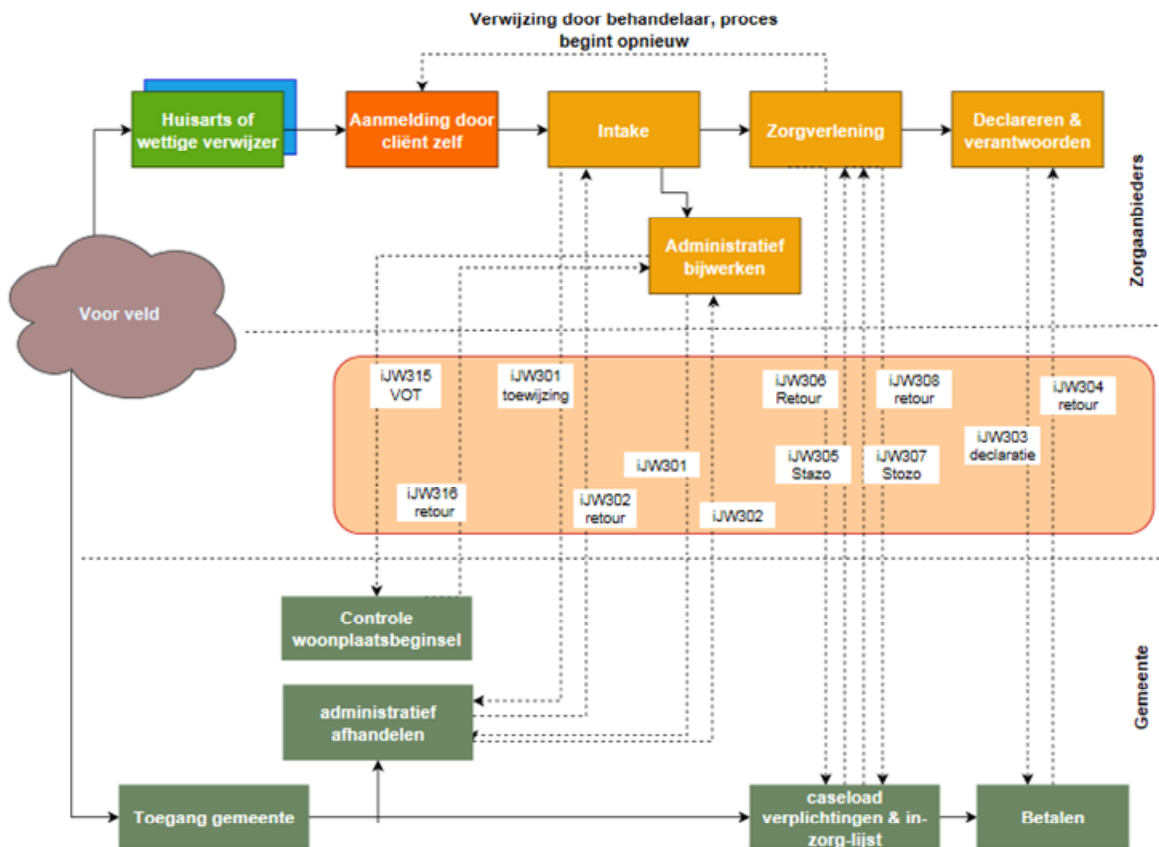 Verwijzing door behandelaar, proces
begint opnieuw
Huisarts of
wettige verwijzer
Aanmelding door
cliënt zelf
Intake
Zorgverlening
Declareren &
verantwoorden
Administratief
bijwerken
Zorgaanbieders
Voor veld
iJW315
VOT
iJW301
toewijzing
iJW306
Retour
iJW308
retour
iJW304
retour
iJW303
declaratie
iJW301
iJW305
Stazo
iJW307
Stozo
iJW316
retour
iJW302
retour
iJW302
Controle
woonplaatsbeginsel
Gemeente
administratief
afhandelen
Toegang gemeente
caseload
verplichtingen & in-
zorg-lijst
Betalen